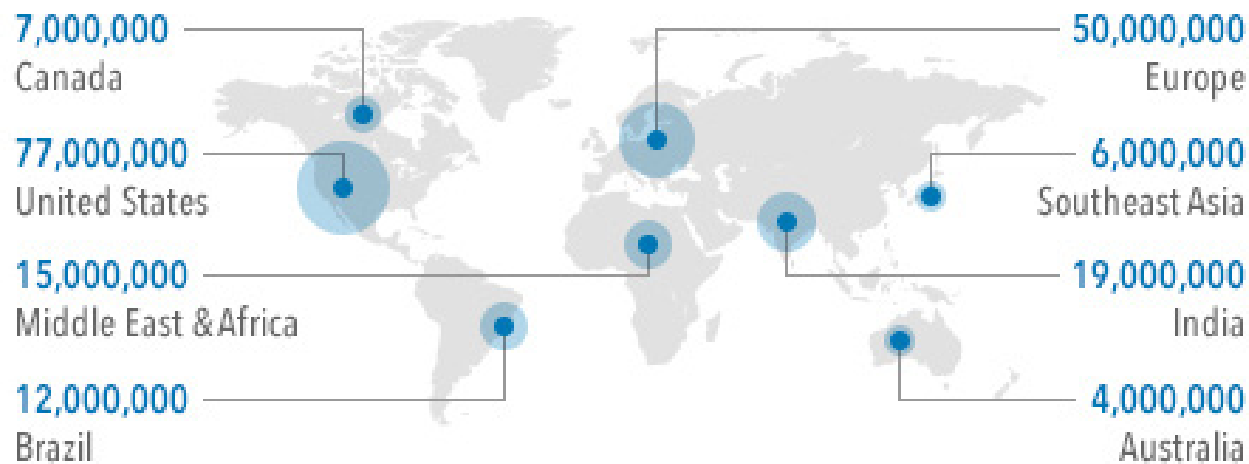 7,000,000
Canada
77,000,000
United States
15,000,000
Middle East & Africa
12,000,000
Brazil
50,000,000
Europe
6,000,000
Southeast Asia
19,000,000
India
4,000,000
Australia